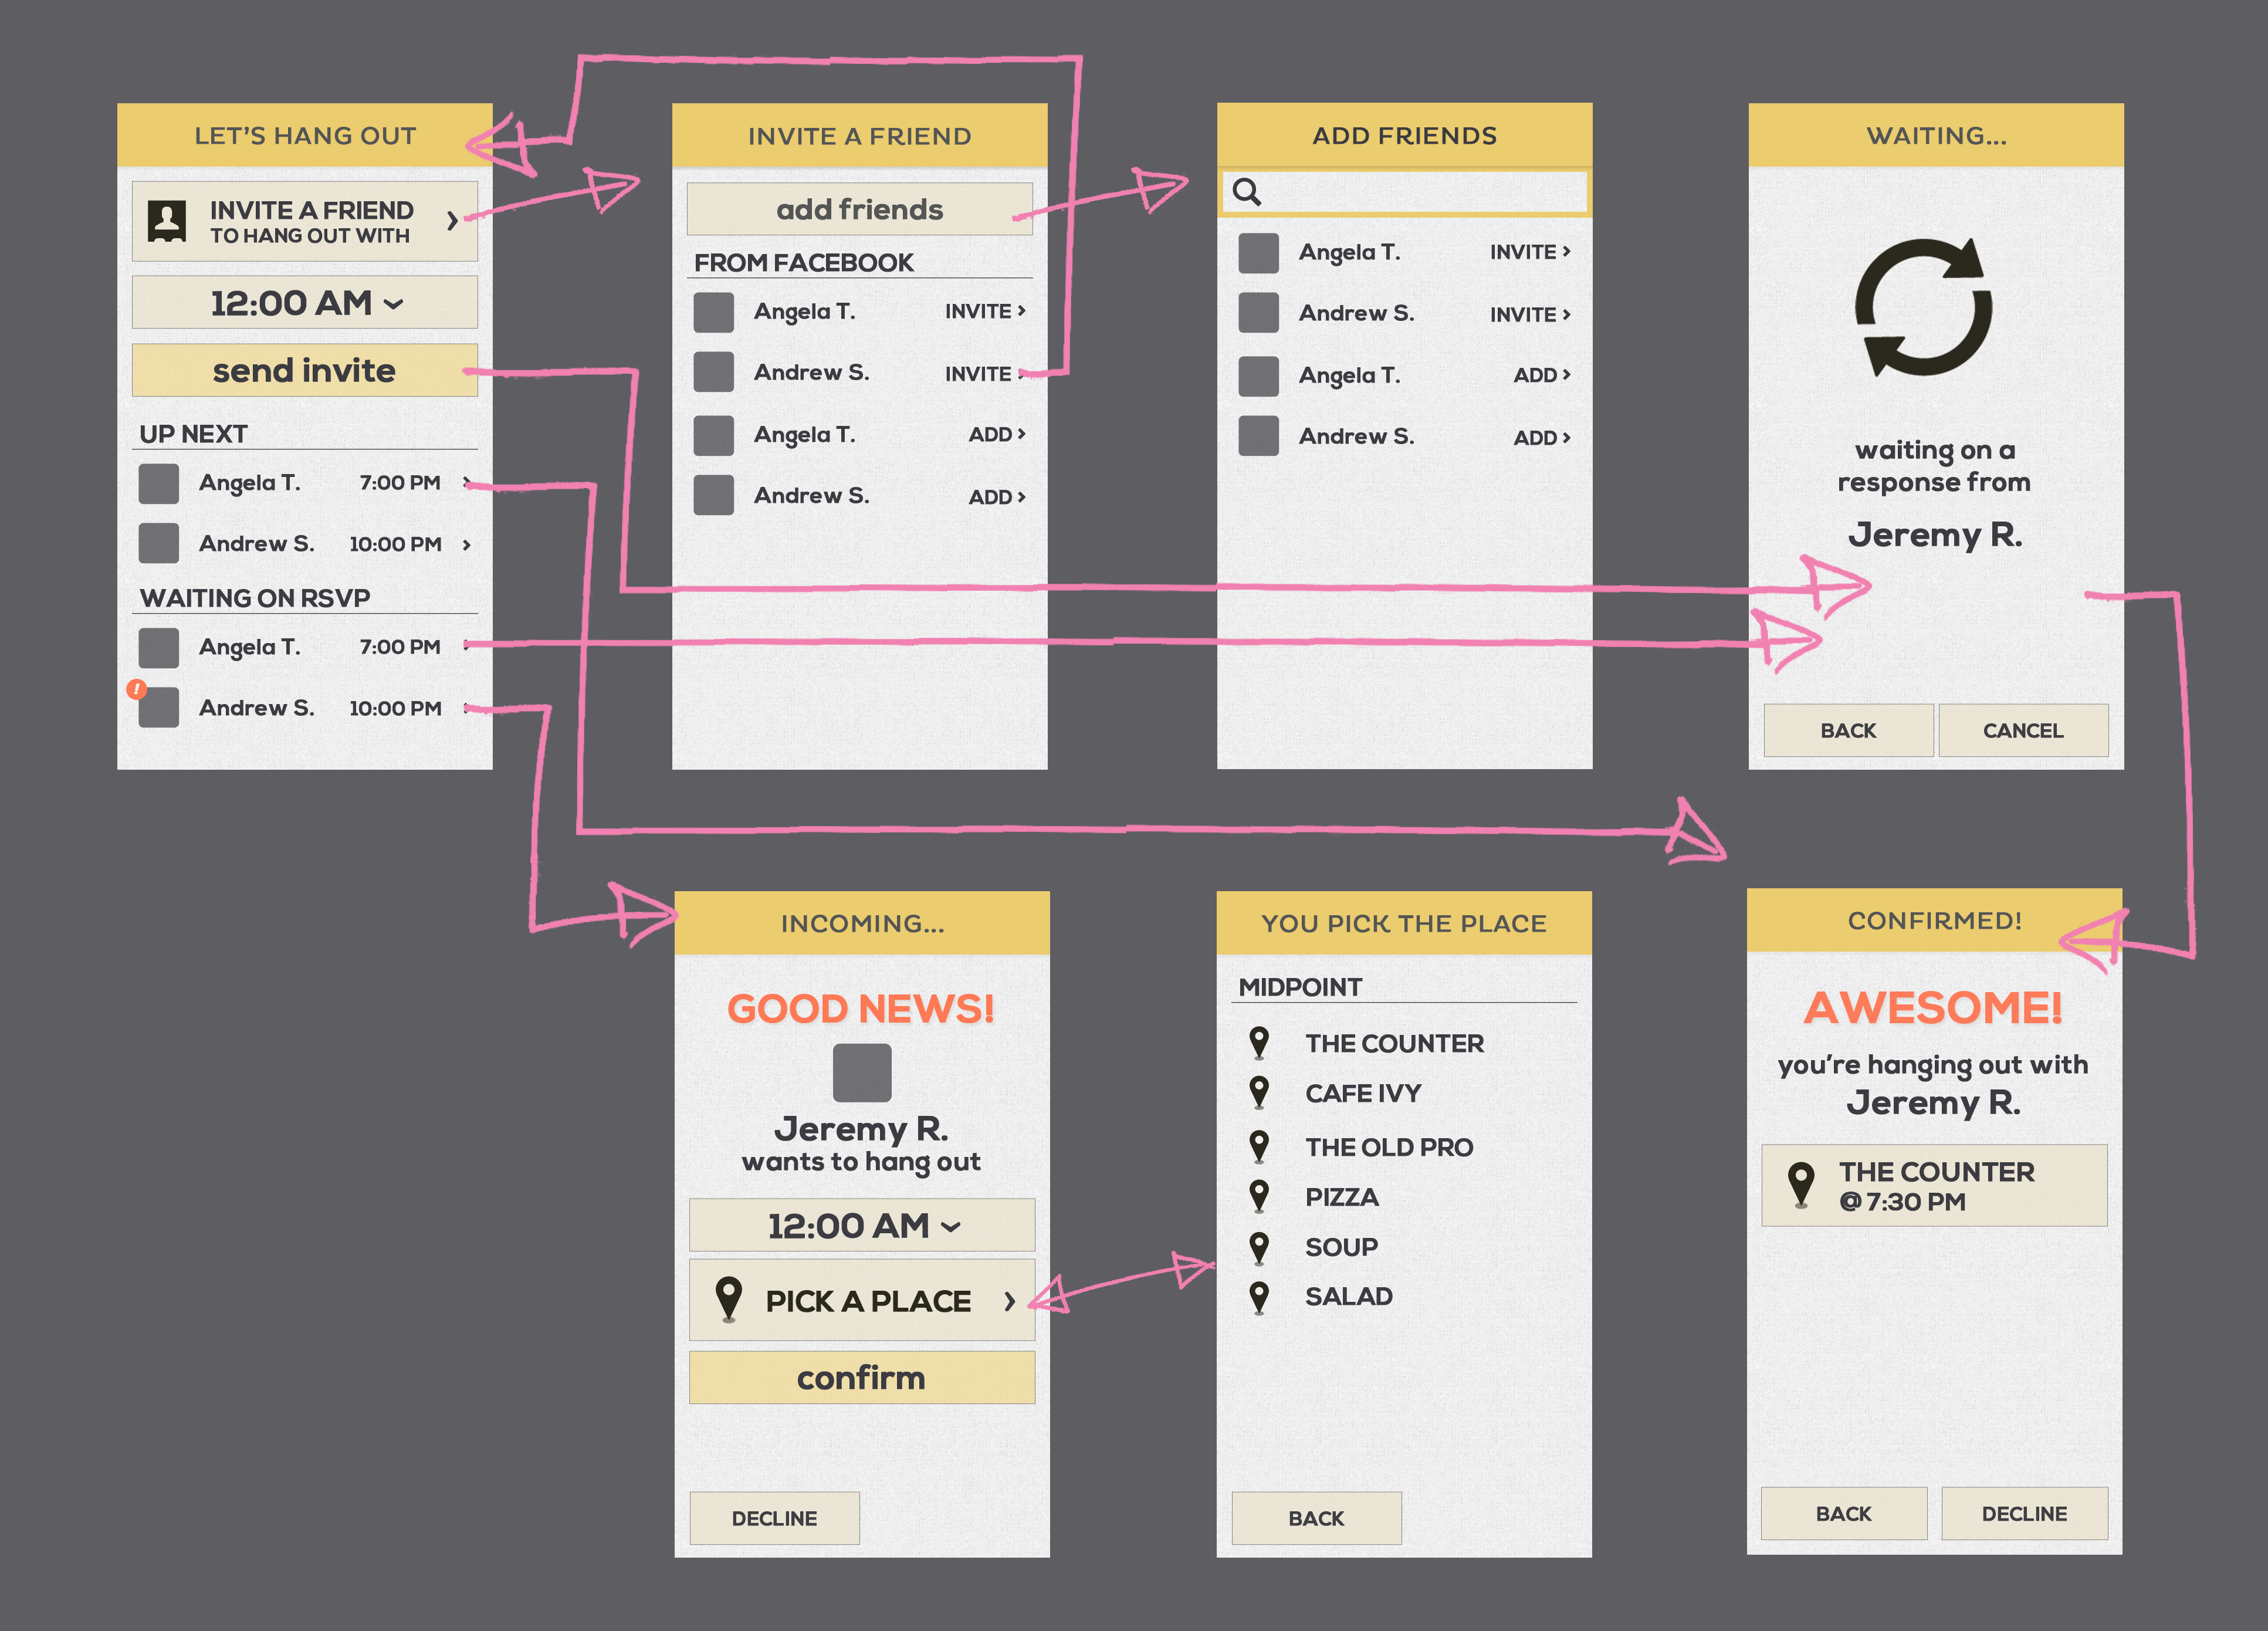 LET'S HANG OUT
INVITE A FRIEND
TO HANG OUT WITH
12:00 AM
send invite
UP NEXT
Angela T. 7:00 PM
Andrew S. 10:00 PM
WAITING ON RSVP
Angela T. 7:00 PM
!
Andrew S. 10:00 PM
INVITE A FRIEND
add friends
FROM FACEBOOK
Angela T. INVITE
Andrew S. INVITE
Angela T. ADD
Andrew S. ADD
ADD FRIENDS
Angela T. INVITE
Andrew S. INVITE
Angela T. ADD
Andrew S. ADD
WAITING...
waiting on a
response from
Jeremy R.
BACK CANCEL
INCOMING...
GOOD NEWS!
Jeremy R.
wants to hang out
12:00 AM
PICK A PLACE
confirm
DECLINE
YOU PICK THE PLACE
MIDPOINT
THE COUNTER
CAFE IVY
THE OLD PRO
PIZZA
SOUP
SALAD
BACK
CONFIRMED!
AWESOME!
you're hanging out with
Jeremy R.
THE COUNTER
@ 7:30 PM
BACK DECLINE